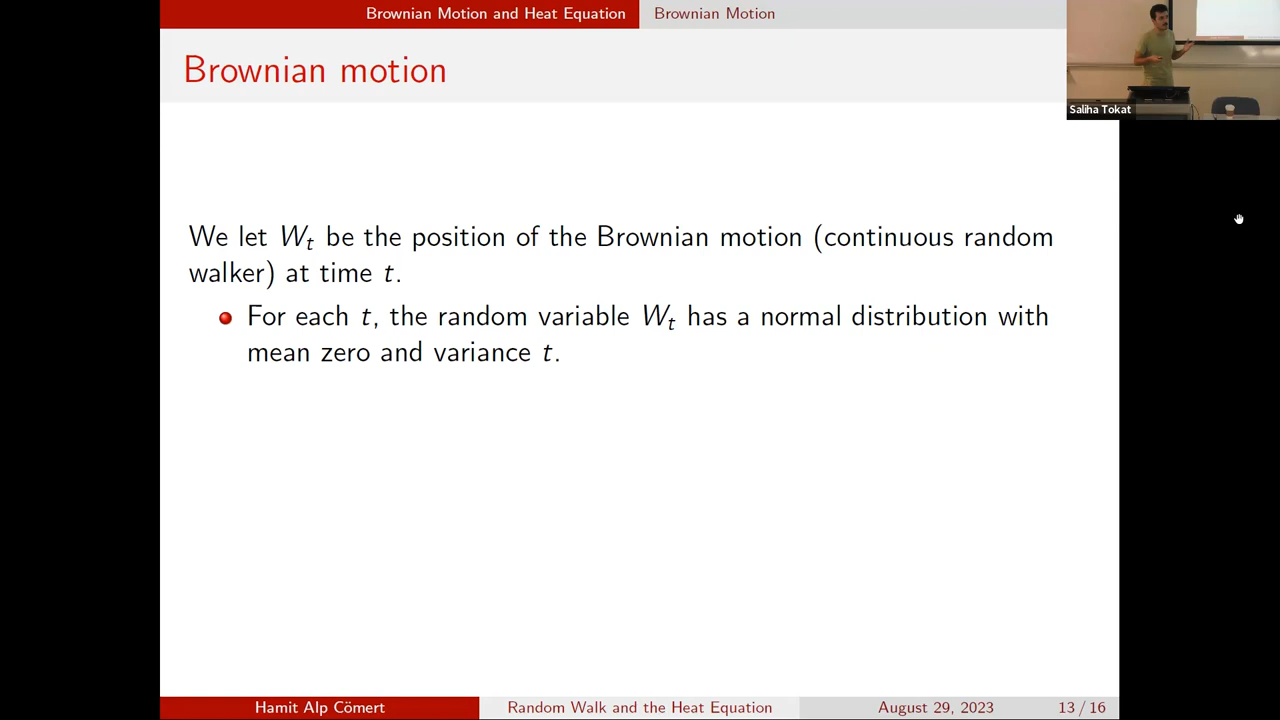 Brownian Motion and Heat Equation Brownian Motion
Brownian motion
Saliha Tokat
We let W_t be the position of the Brownian motion (continuous random
walker) at time t.
For each t, the random variable W_t has a normal distribution with
mean zero and variance t.
Hamit Alp Cömert Random Walk and the Heat Equation August 29, 2023 13 / 16